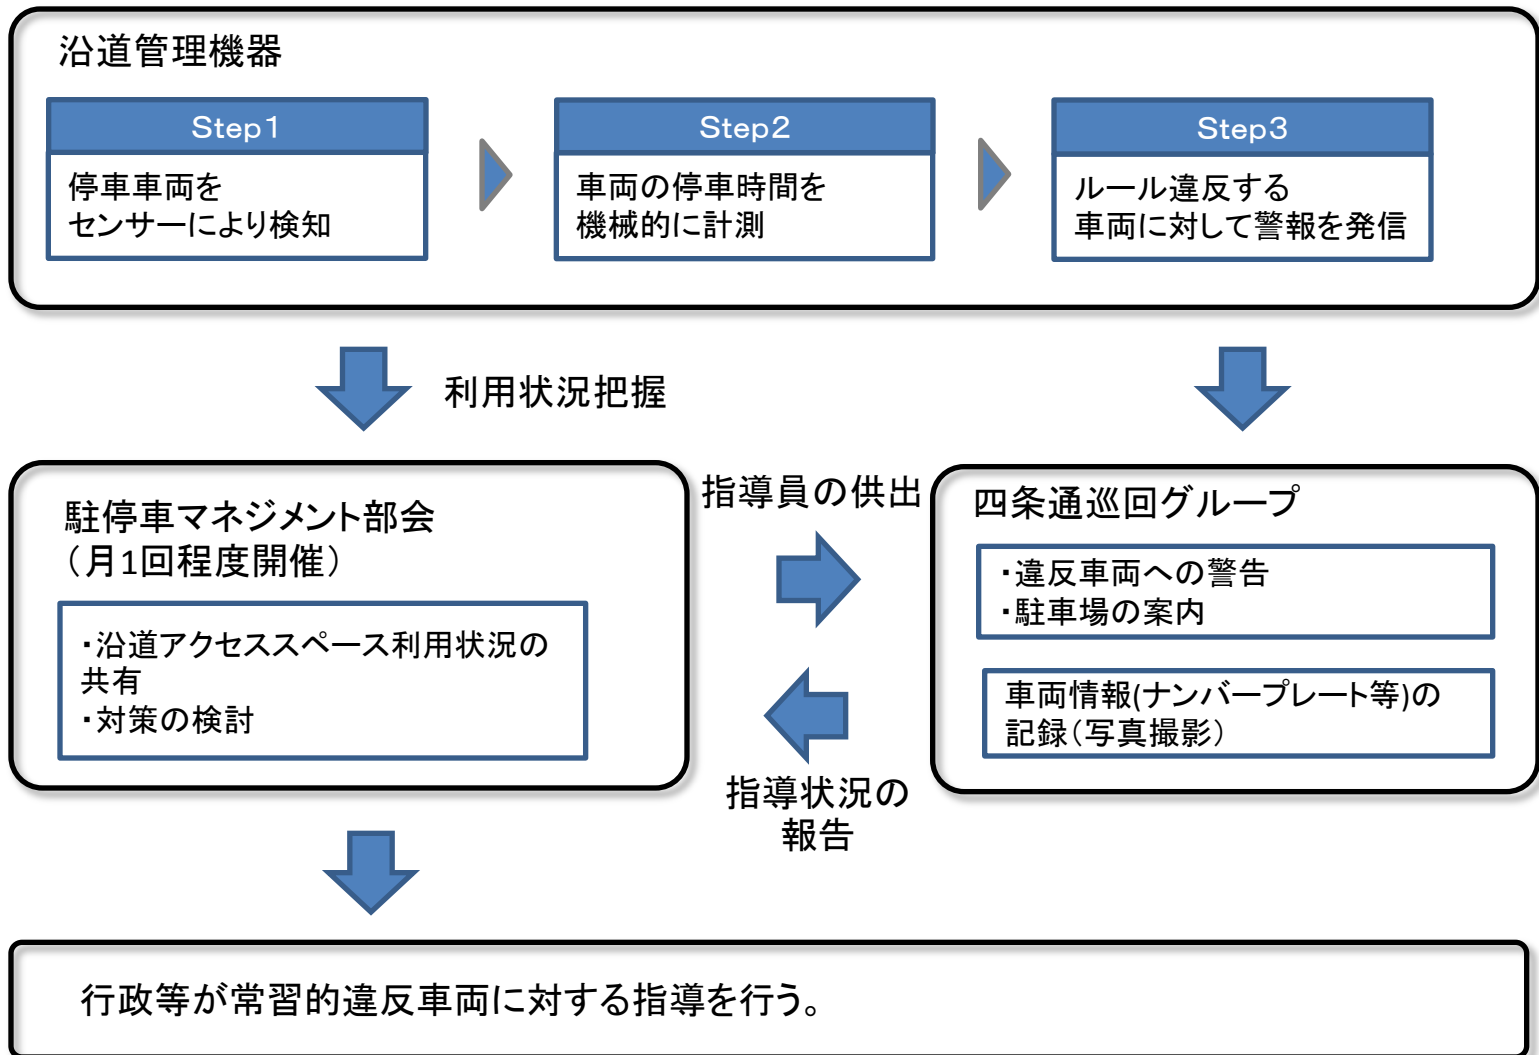 沿道管理機器
Step1
停車車両を
センサーにより検知
Step2
車両の停車時間を
機械的に計測
Step3
ルール違反する
車両に対して警報を発信
利用状況把握
駐停車マネジメント部会
（月1回程度開催）
・沿道アクセススペース利用状況の
共有
・対策の検討
指導員の供出
指導状況の
報告
四条通巡回グループ
・違反車両への警告
・駐車場の案内
車両情報(ナンバープレート等)の
記録（写真撮影）
行政等が常習的違反車両に対する指導を行う。